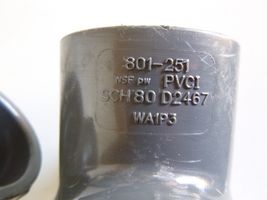 801-251
NSF pw PVCI
SCH 80 D2467
WA1P3